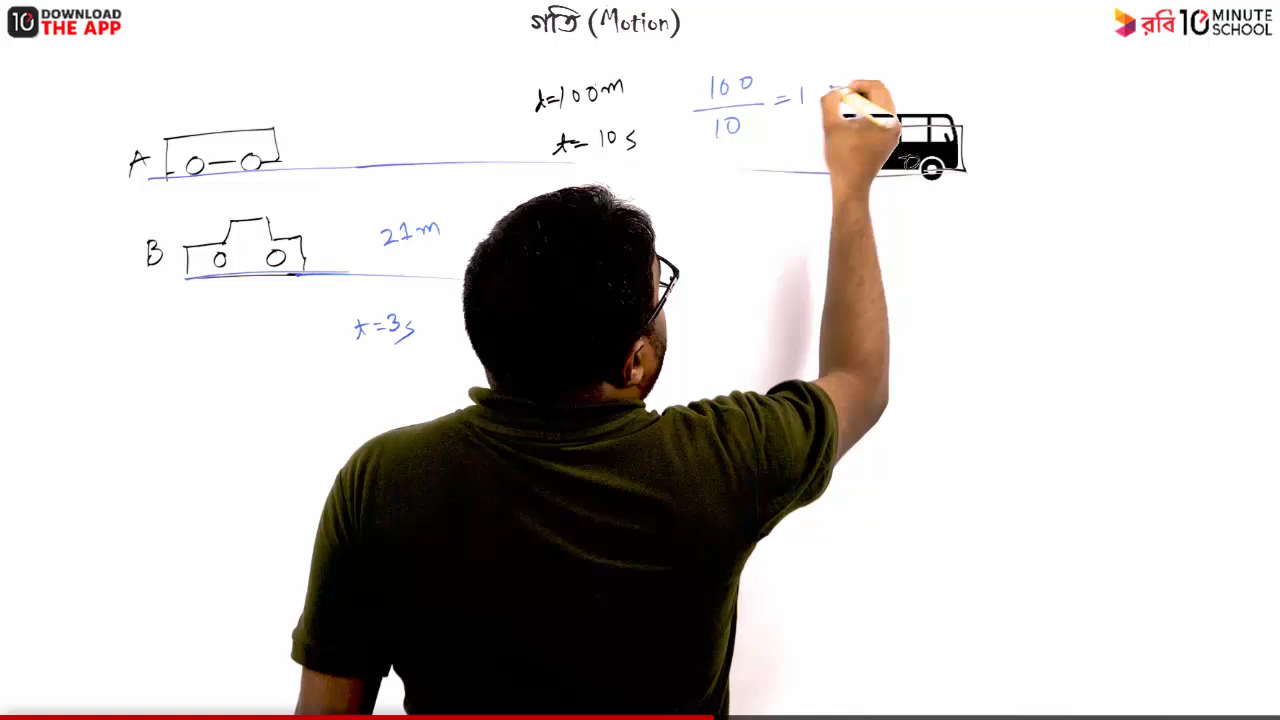 10 DOWNLOAD
THE APP
গতি (Motion)
রবি 10 MINUTE
SCHOOL
A
d=100m
t= 10 s
100
10
= 1
B
21 m
t=3s